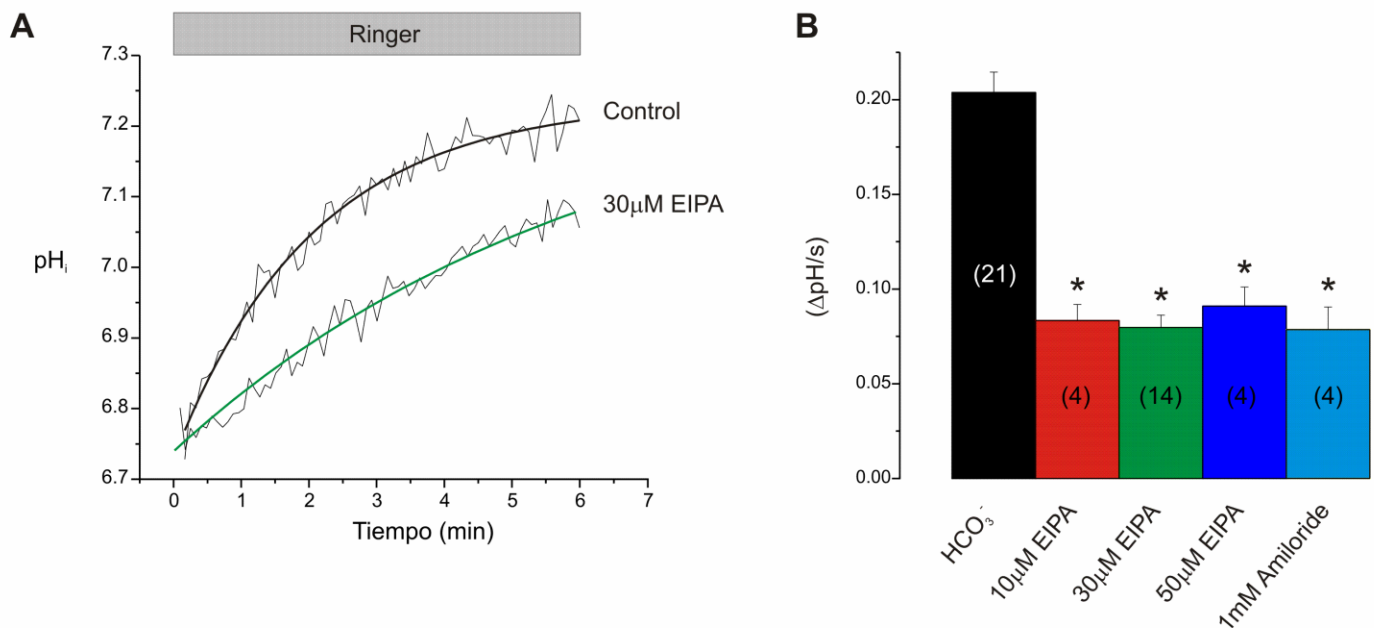 A
Ringer
7.3
7.2
7.1
7.0
6.9
6.8
6.7
pHi
Control
30μM EIPA
0 1 2 3 4 5 6 7
Tiempo (min)
B
0.20
0.15
0.10
0.05
0.00
(ΔpH/s)
(21)
*
(4)
*
(14)
*
(4)
*
(4)
HCO3-
10μM EIPA
30μM EIPA
50μM EIPA
1mM Amiloride